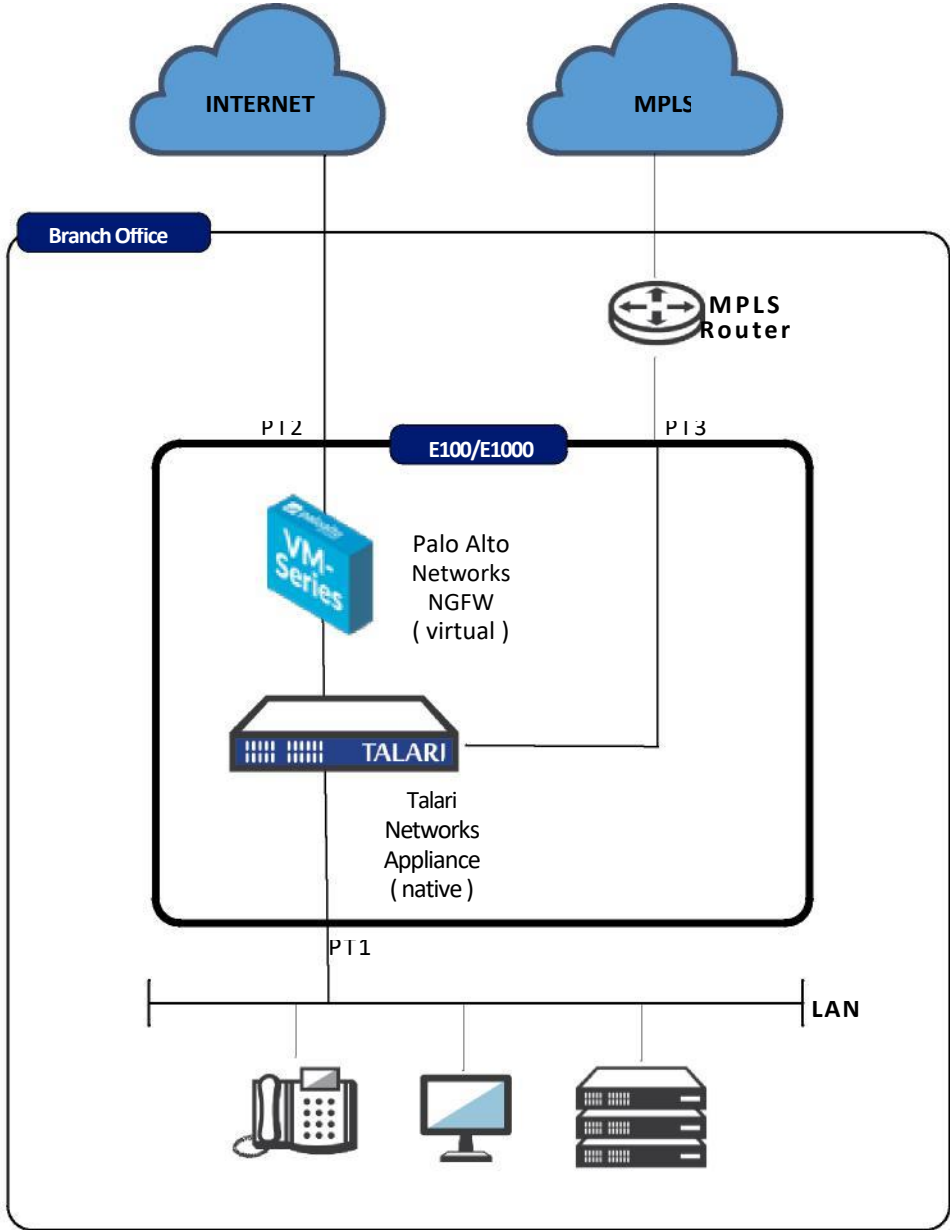 INTERNET
MPLS
Branch Office
MPLS
Router
PT2
PT3
E100/E1000
paloalto
VM-
Series
Palo Alto
Networks
NGFW
( virtual )
TALARI
Talari
Networks
Appliance
( native )
PT1
LAN